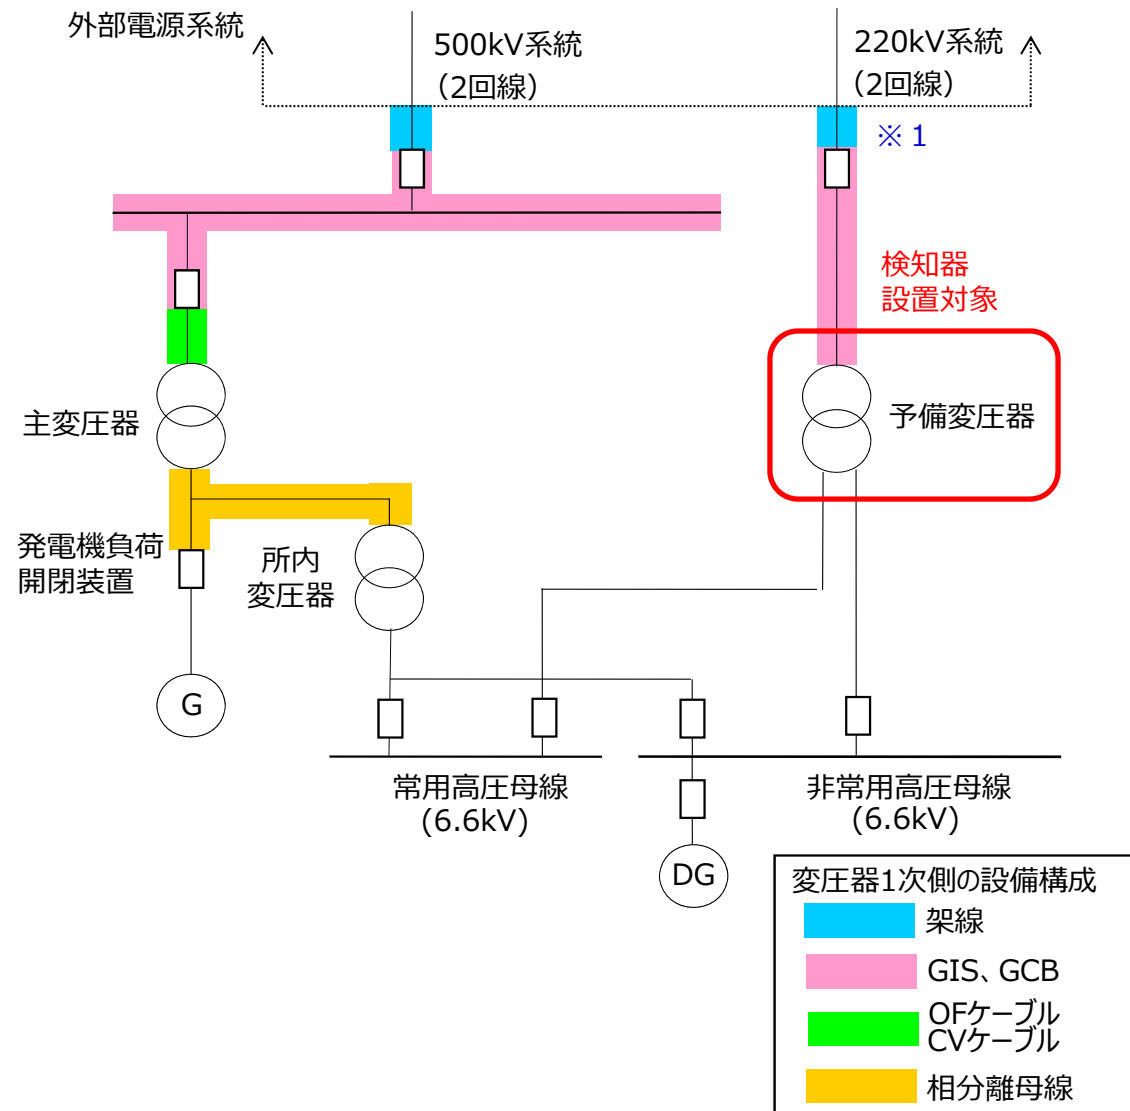 外部電源系統
500kV系統
(2回線)
220kV系統
(2回線)
※１
検知器
設置対象
主変圧器
予備変圧器
発電機負荷
開閉装置
所内
変圧器
G
常用高圧母線
(6.6kV)
非常用高圧母線
(6.6kV)
DG
変圧器1次側の設備構成
架線
GIS、GCB
OFケーブル
CVケーブル
相分離母線